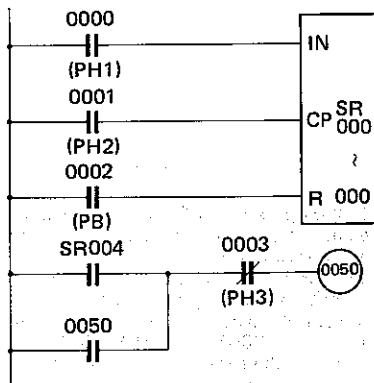 0000
(PH1)
IN
0001
(PH2)
CP SR
000
~
0002
(PB)
R 000
SR004
0003
(PH3)
0050
0050